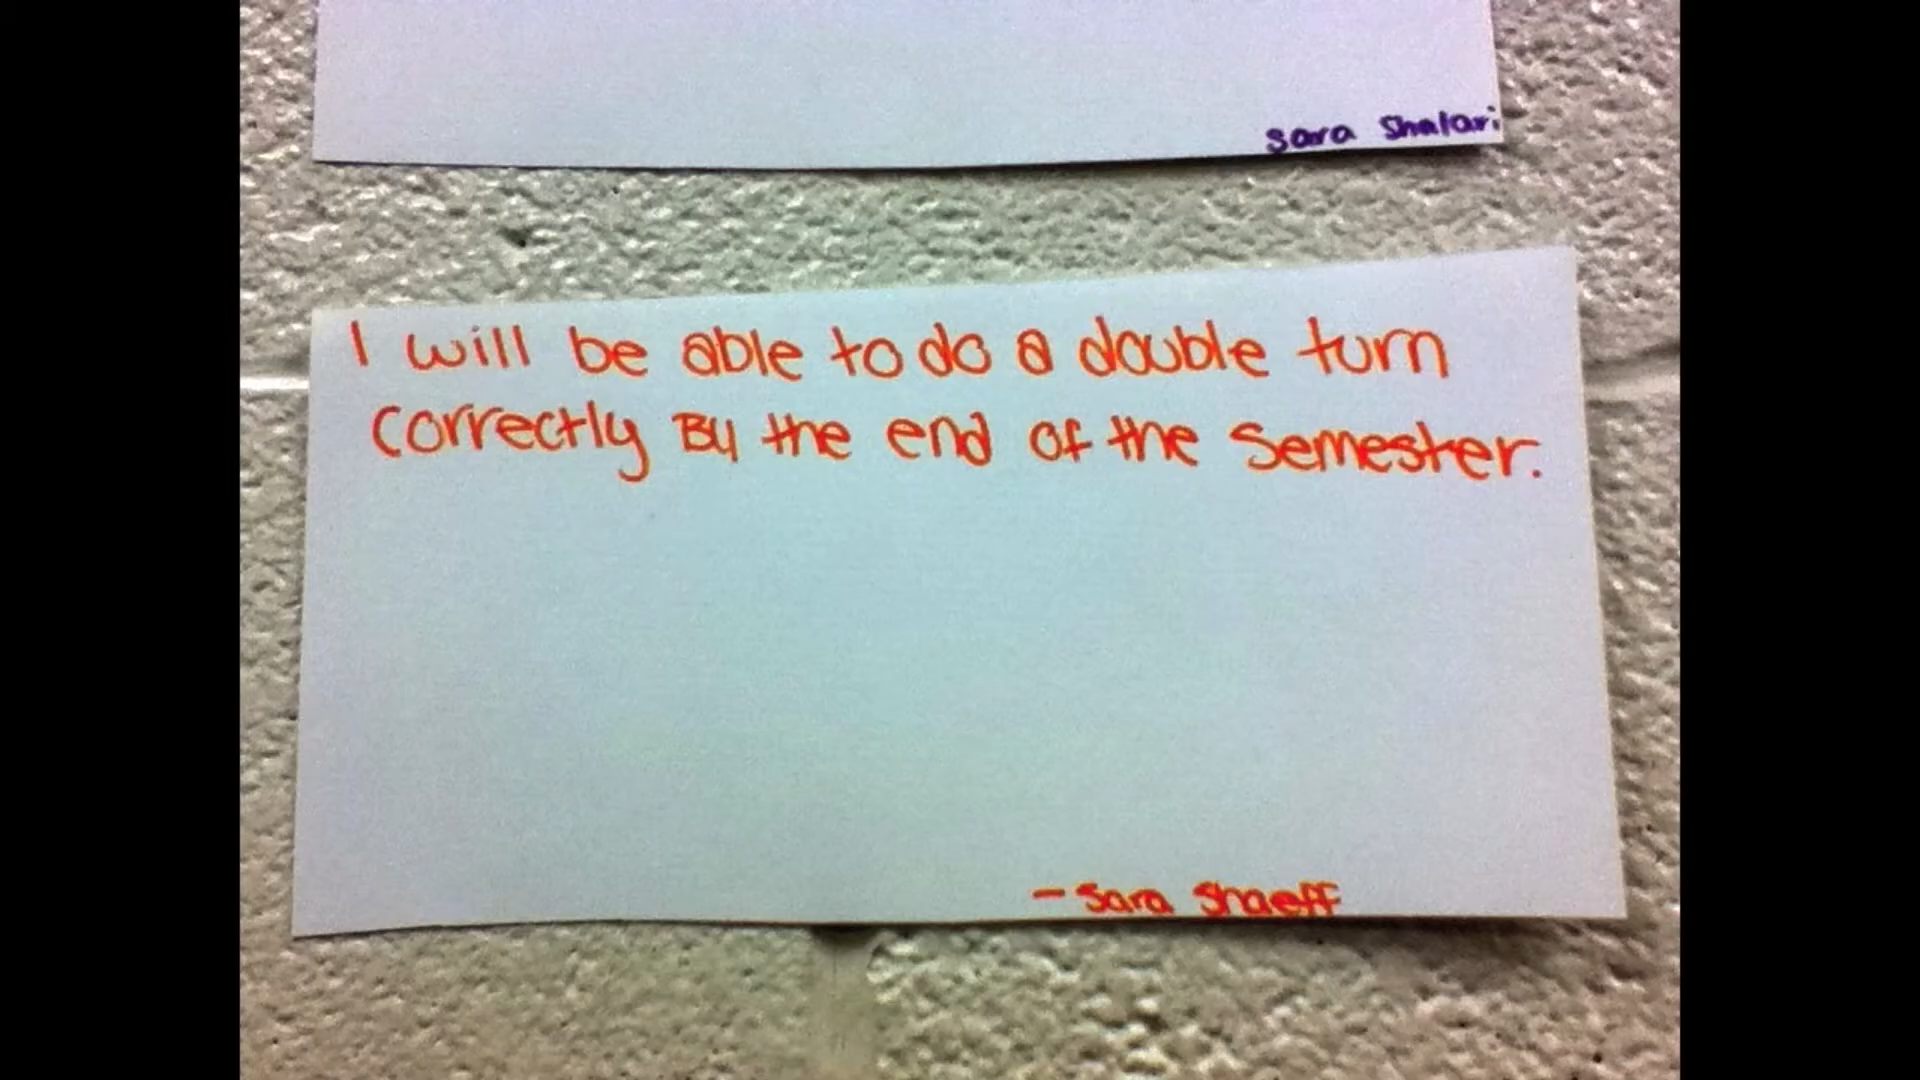 Sara Shalari
I will be able to do a double turn
correctly By the end of the semester.
- Sara Shaeff